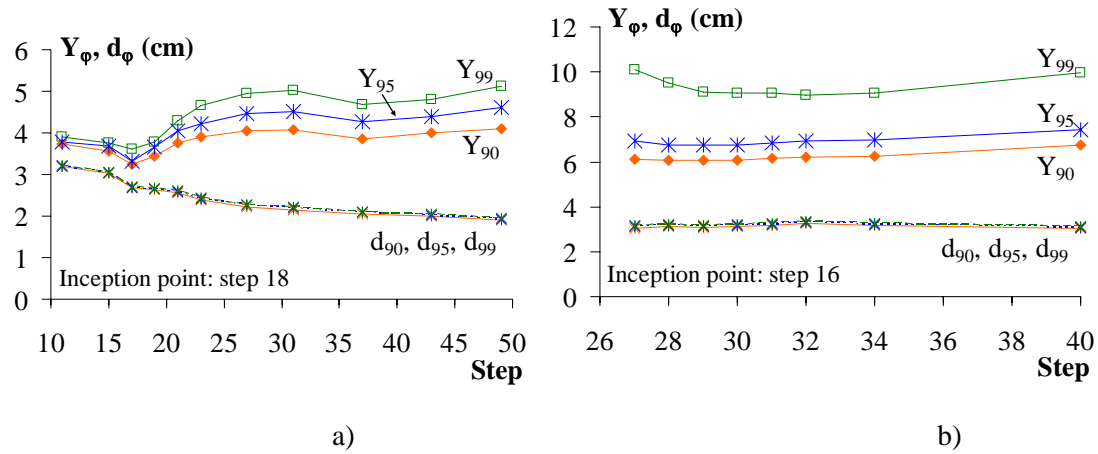 Yφ, dφ (cm)
6
5
4
3
2
1
0
Y99
Y95
Y90
d90, d95, d99
Inception point: step 18
10 15 20 25 30 35 40 45 50
Step
a)
Yφ, dφ (cm)
12
10
8
6
4
2
0
Y99
Y95
Y90
d90, d95, d99
Inception point: step 16
26 28 30 32 34 36 38 40
Step
b)